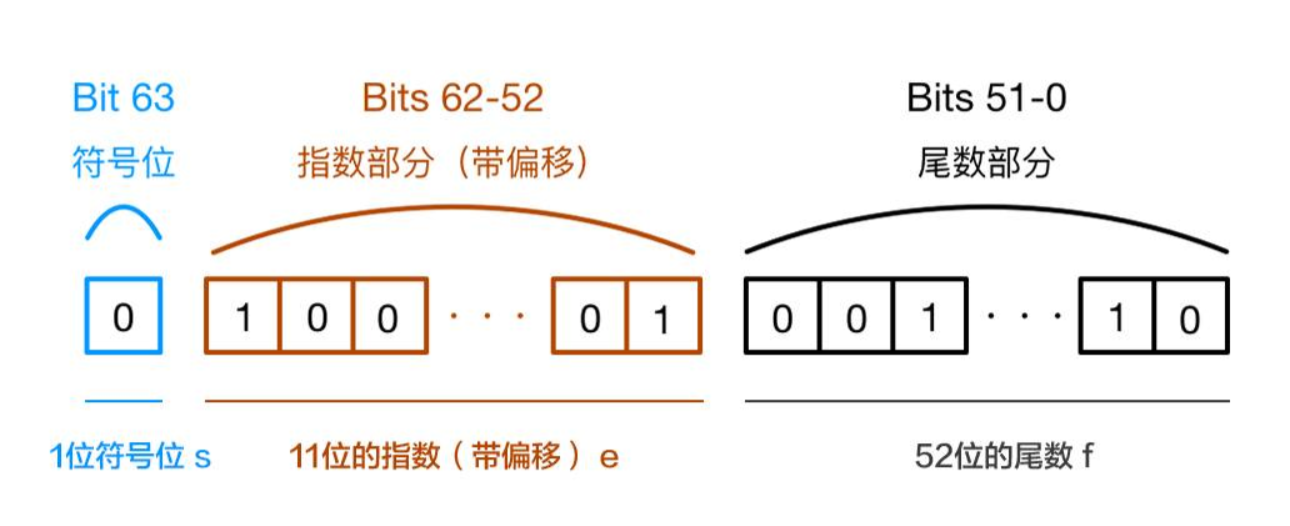 Bit 63
Bits 62-52
Bits 51-0
符号位
指数部分（带偏移）
尾数部分
0
1 0 0 · · · 0 1
0 0 1 · · · 1 0
1位符号位 s
11位的指数（带偏移）e
52位的尾数 f